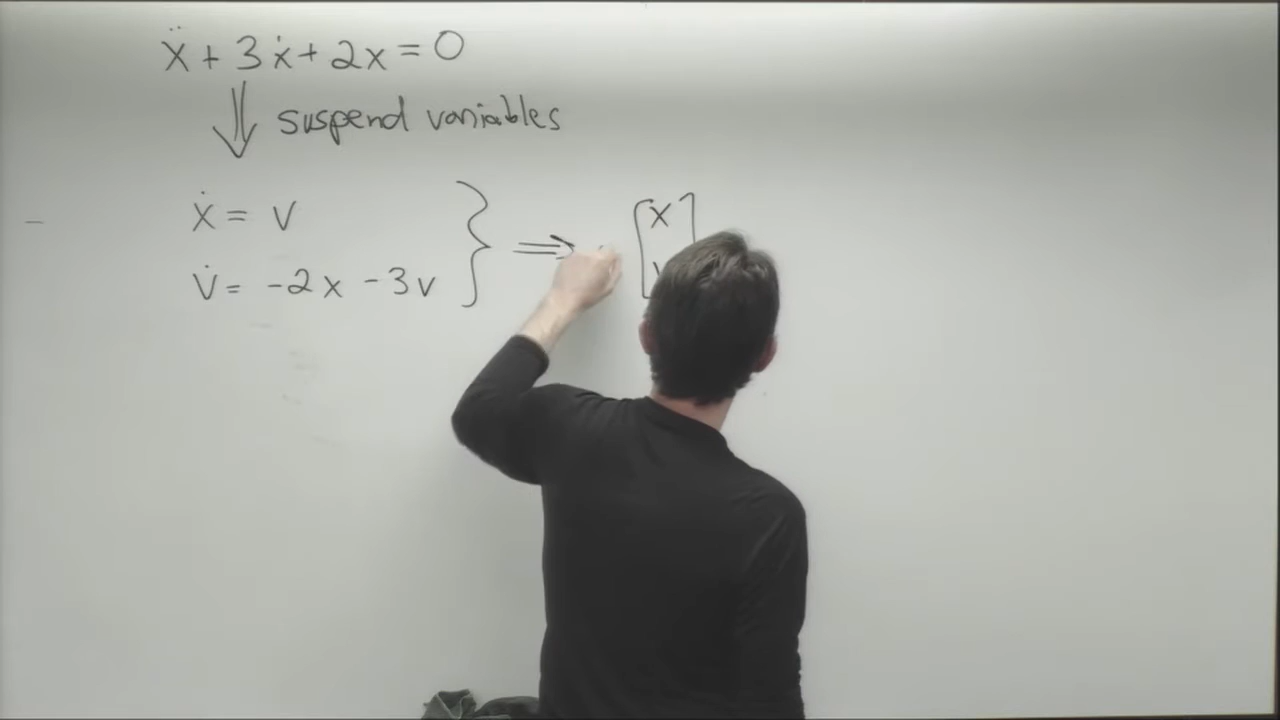 ẍ + 3ẋ + 2x = 0
⇓ suspend variables
ẋ = v
v̇ = -2x - 3v } ⇒ [x